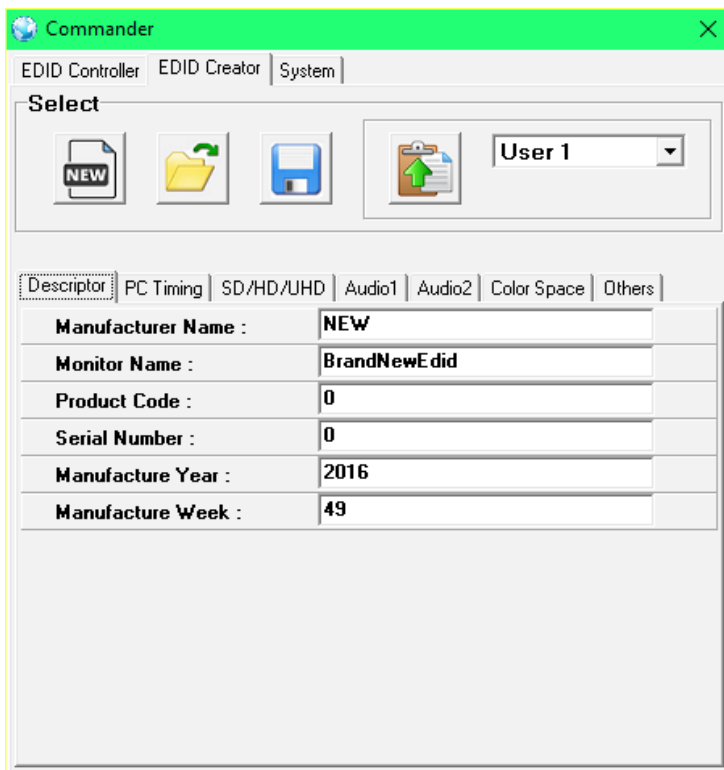 Commander
EDID Controller EDID Creator System
Select
NEW
User 1
Descriptor PC Timing SD/HD/UHD Audio1 Audio2 Color Space Others
Manufacturer Name : NEW
Monitor Name : BrandNewEdid
Product Code : 0
Serial Number : 0
Manufacture Year : 2016
Manufacture Week : 49